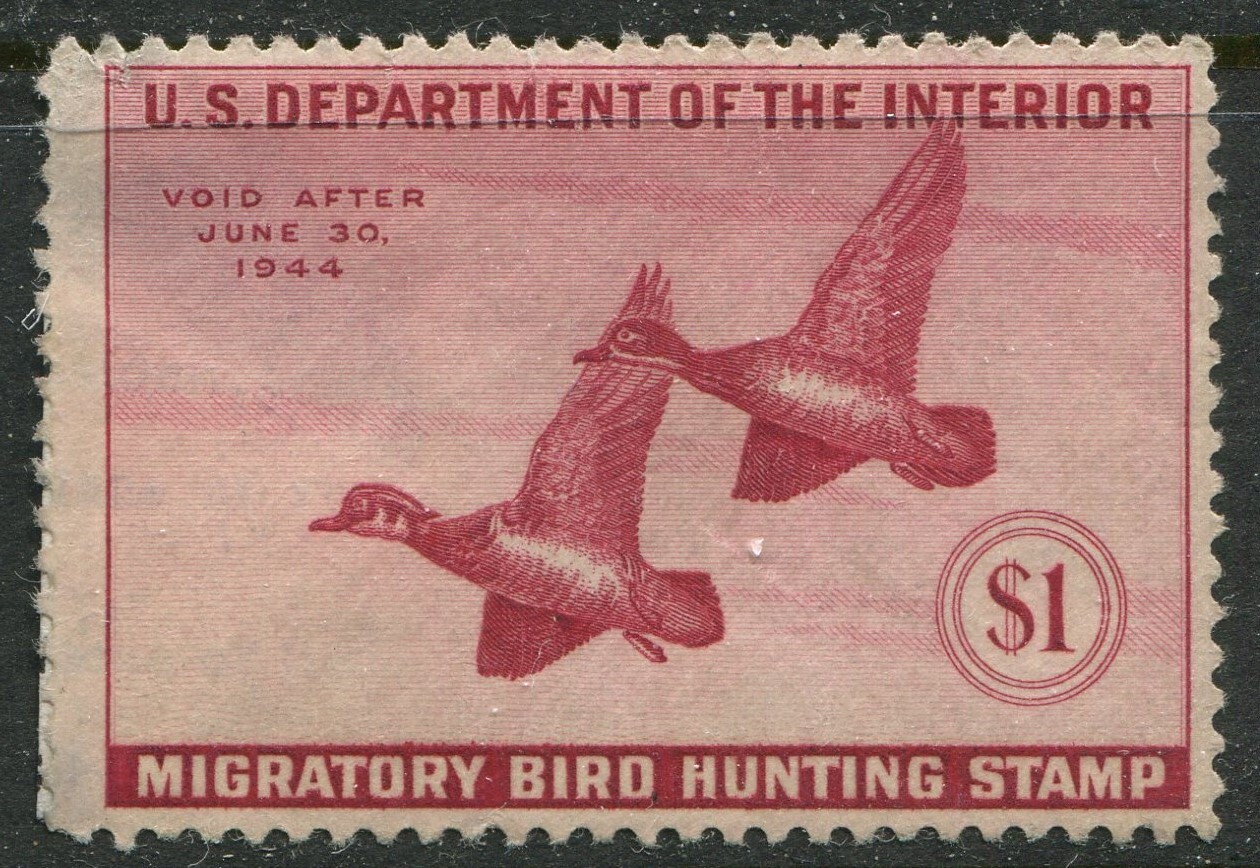 U.S. DEPARTMENT OF THE INTERIOR
VOID AFTER
JUNE 30,
1944
$1
MIGRATORY BIRD HUNTING STAMP